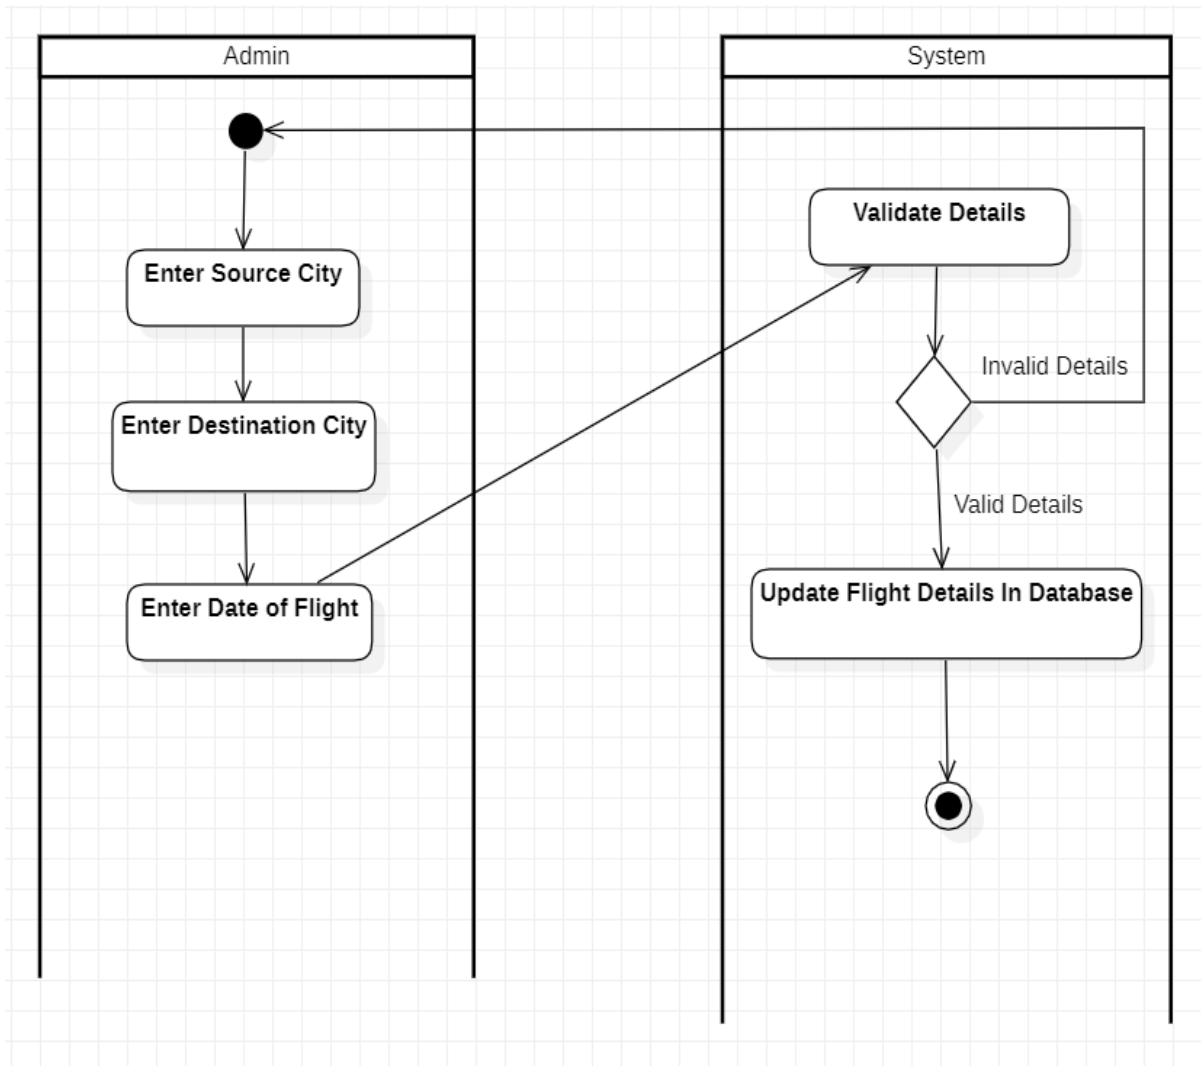 Admin
System
Enter Source City
Enter Destination City
Enter Date of Flight
Validate Details
Invalid Details
Valid Details
Update Flight Details In Database